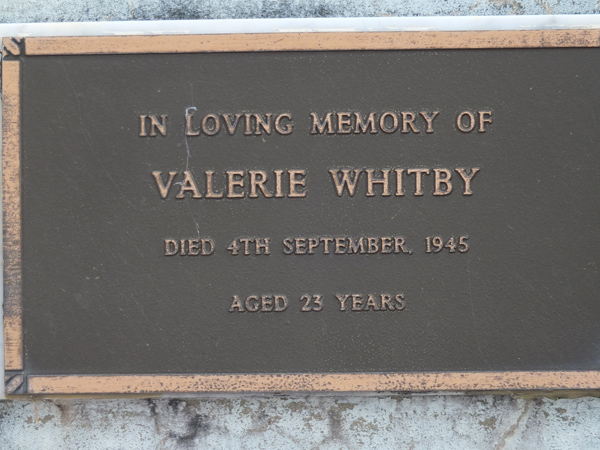 IN LOVING MEMORY OF
VALERIE WHITBY
DIED 4TH SEPTEMBER, 1945
AGED 23 YEARS